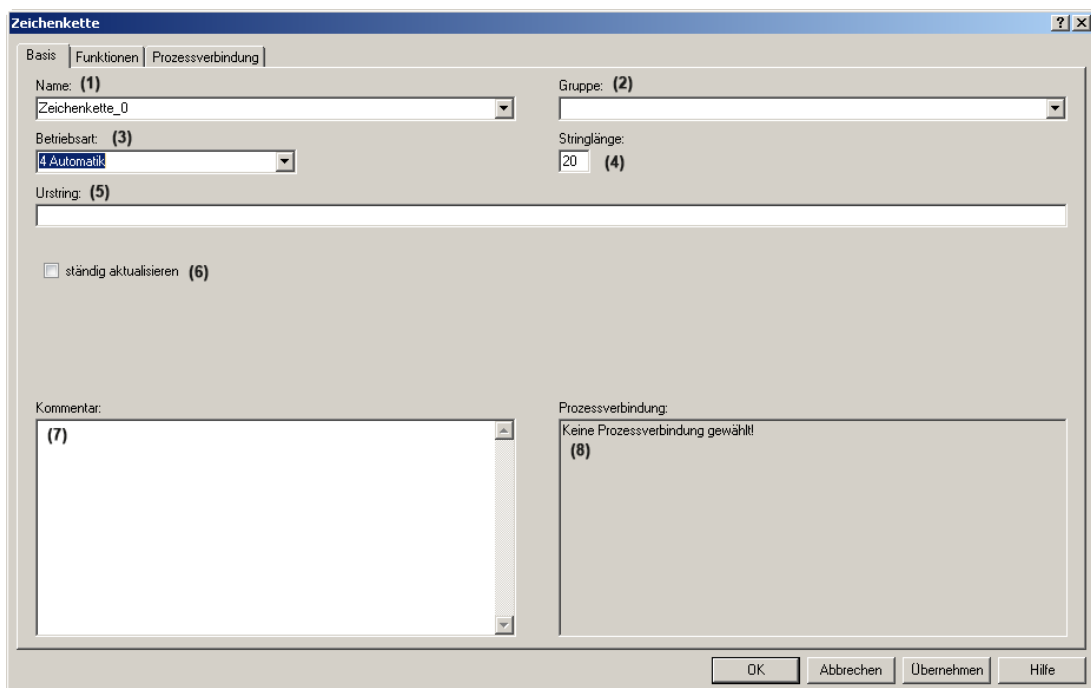 Zeichenkette
Basis Funktionen Prozessverbindung
Name: (1) Gruppe: (2)
Zeichenkette_0
Betriebsart: (3) Stringlänge:
4 Automatik 20 (4)
Urstring: (5)
ständig aktualisieren (6)
Kommentar: Prozessverbindung:
(7) Keine Prozessverbindung gewählt!
(8)
OK Abbrechen Übernehmen Hilfe